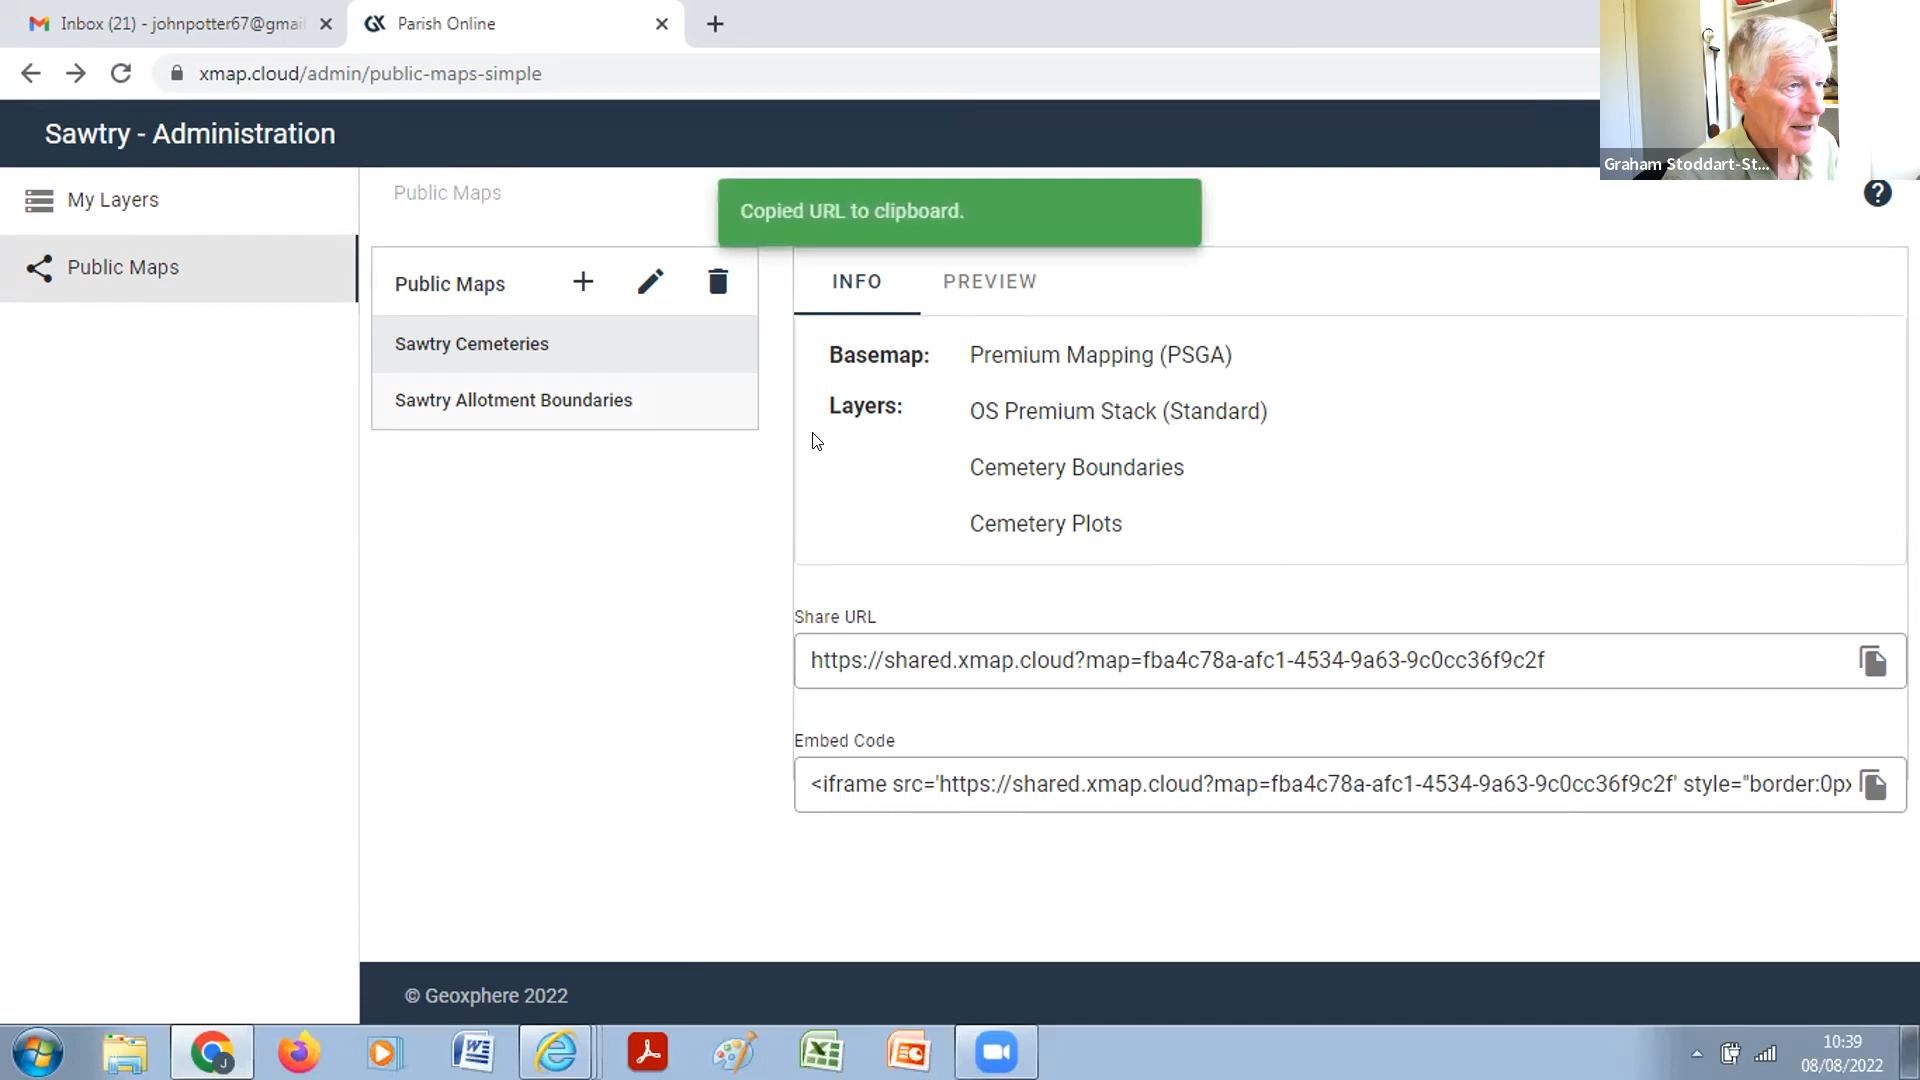 Inbox (21) - johnpotter67@gmai
Parish Online
xmap.cloud/admin/public-maps-simple
Sawtry - Administration
Graham Stoddart-St...
My Layers
Public Maps
Public Maps
Copied URL to clipboard.
Public Maps
INFO
PREVIEW
Sawtry Cemeteries
Sawtry Allotment Boundaries
Basemap: Premium Mapping (PSGA)
Layers: OS Premium Stack (Standard)
Cemetery Boundaries
Cemetery Plots
Share URL
https://shared.xmap.cloud?map=fba4c78a-afc1-4534-9a63-9c0cc36f9c2f
Embed Code
<iframe src='https://shared.xmap.cloud?map=fba4c78a-afc1-4534-9a63-9c0cc36f9c2f' style="border:0px
© Geoxphere 2022
10:39
08/08/2022